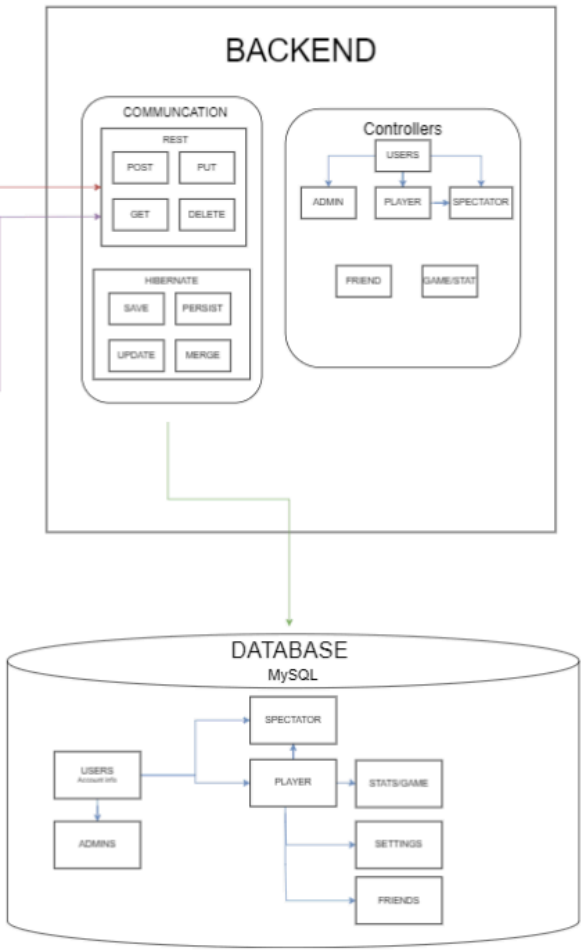 BACKEND
COMMUNCATION
REST
POST
PUT
GET
DELETE
HIBERNATE
SAVE
PERSIST
UPDATE
MERGE
Controllers
USERS
ADMIN
PLAYER
SPECTATOR
FRIEND
GAME/STAT
DATABASE
MySQL
SPECTATOR
USERS
Account info
PLAYER
STATS/GAME
ADMINS
SETTINGS
FRIENDS